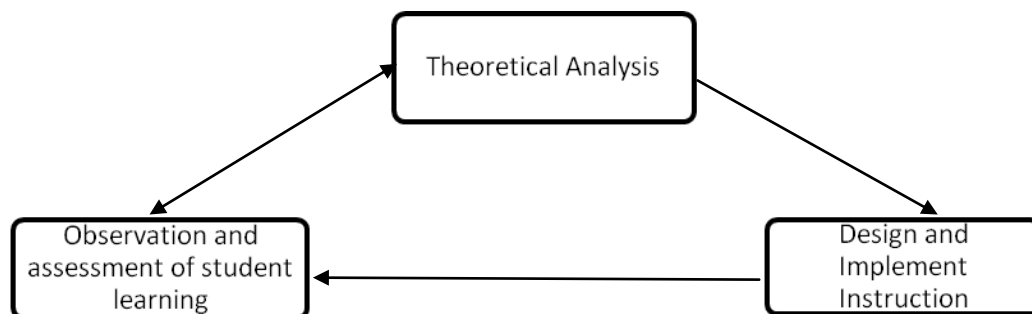 Theoretical Analysis
Observation and
assessment of student
learning
Design and
Implement
Instruction